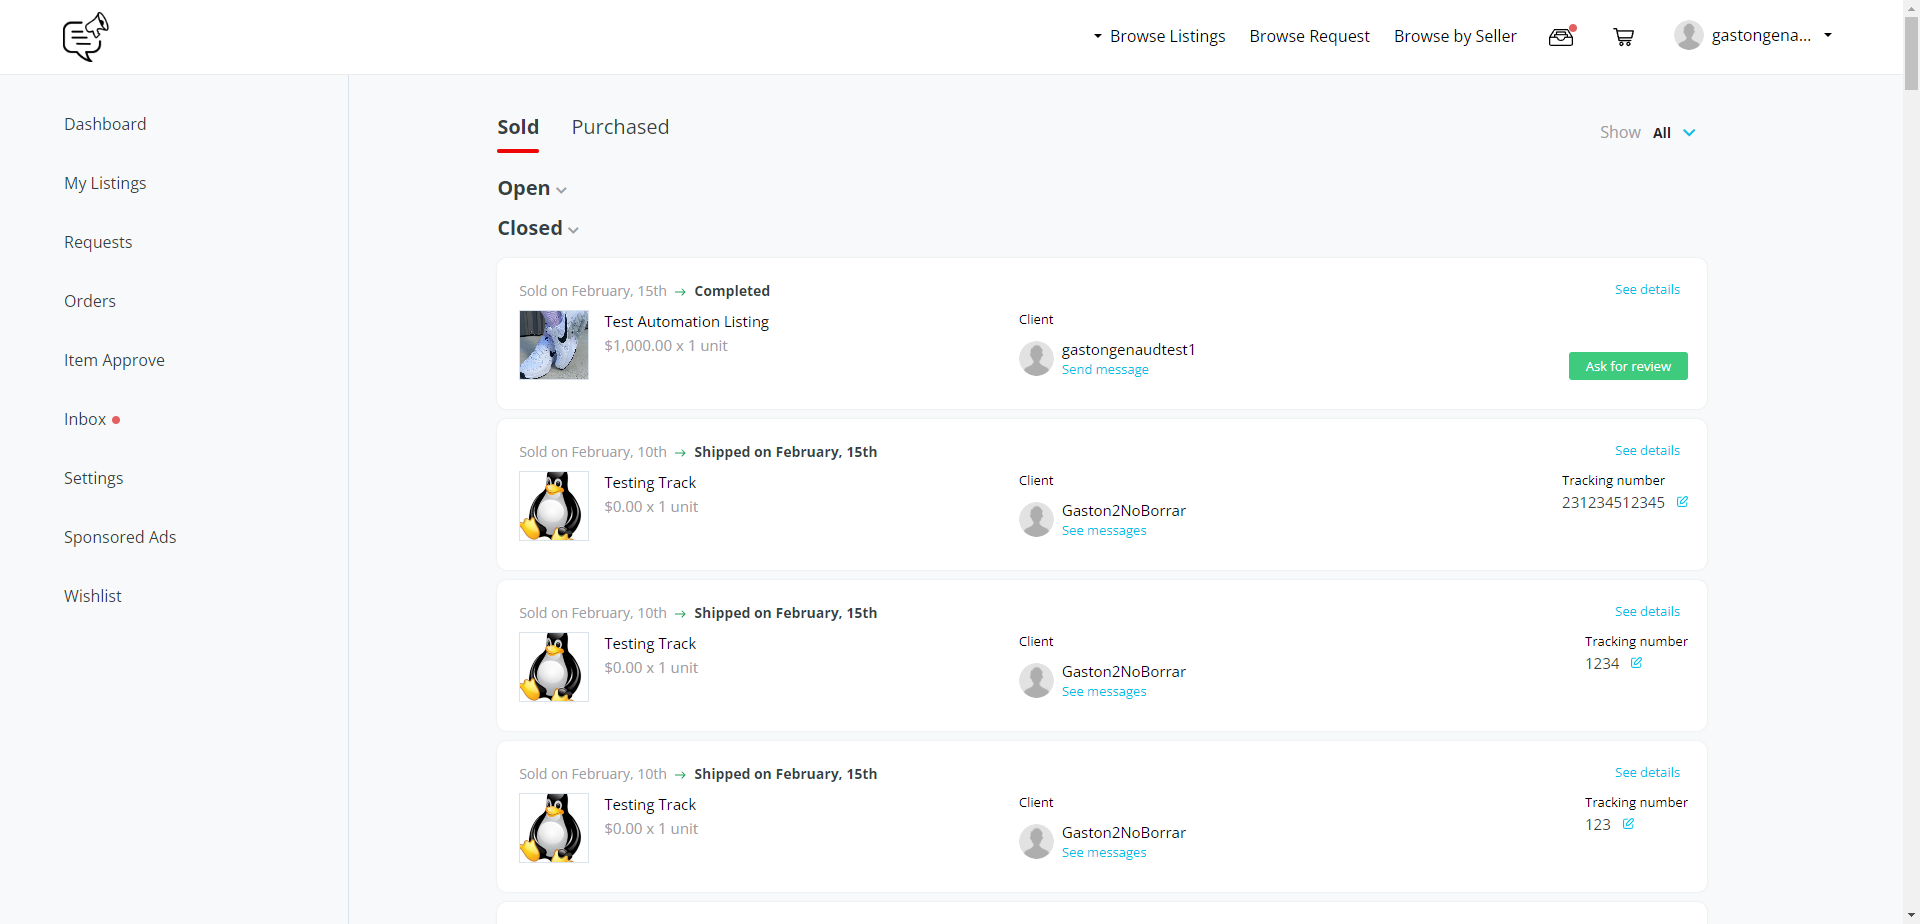 Browse Listings Browse Request Browse by Seller gastongena...
Dashboard
My Listings
Requests
Orders
Item Approve
Inbox
Settings
Sponsored Ads
Wishlist
Sold Purchased Show All
Open
Closed
Sold on February, 15th → Completed See details
Test Automation Listing
$1,000.00 x 1 unit
Client
gastongenaudtest1
Send message
Ask for review
Sold on February, 10th → Shipped on February, 15th See details
Testing Track
$0.00 x 1 unit
Client
Gaston2NoBorrar
See messages
Tracking number
231234512345
Sold on February, 10th → Shipped on February, 15th See details
Testing Track
$0.00 x 1 unit
Client
Gaston2NoBorrar
See messages
Tracking number
1234
Sold on February, 10th → Shipped on February, 15th See details
Testing Track
$0.00 x 1 unit
Client
Gaston2NoBorrar
See messages
Tracking number
123